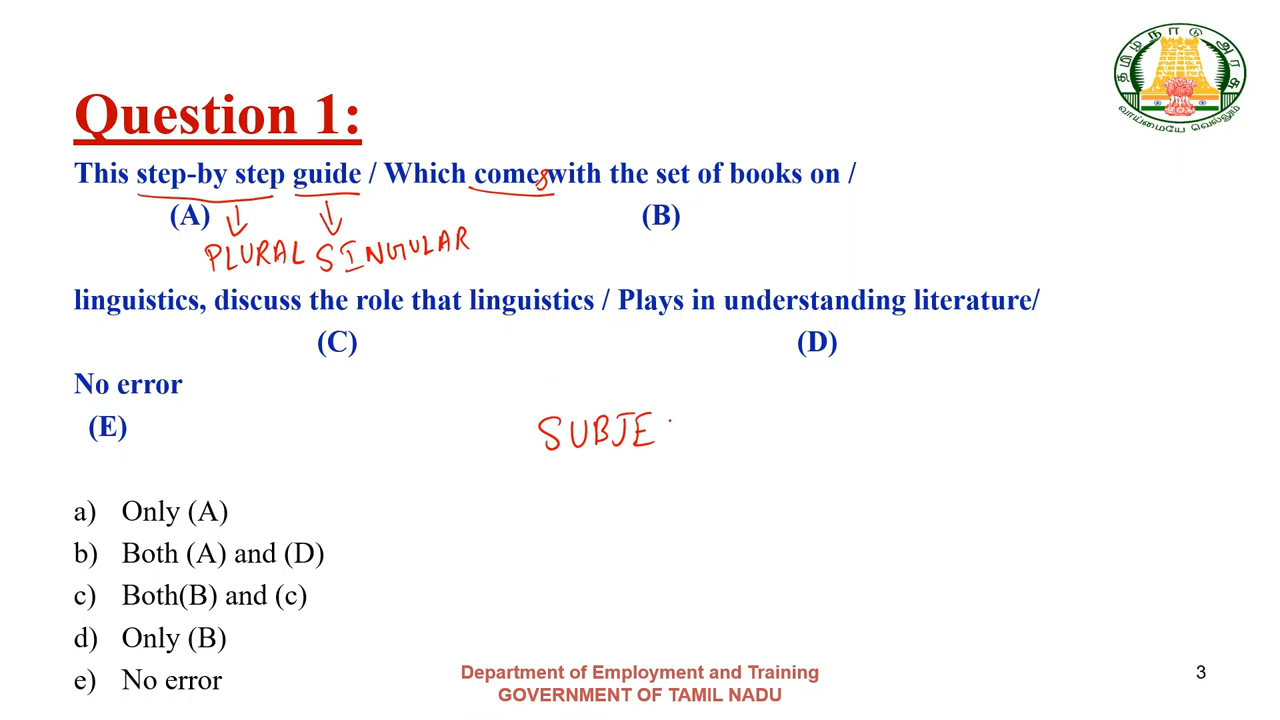 தமிழ்நாடு அரசு
வாய்மையே வெல்லும்
Question 1:
This step-by step guide / Which comes with the set of books on /
(A) (B)
PLURAL SINGULAR
linguistics, discuss the role that linguistics / Plays in understanding literature/
(C) (D)
No error
(E)
SUBJE
a) Only (A)
b) Both (A) and (D)
c) Both(B) and (c)
d) Only (B)
e) No error
Department of Employment and Training
GOVERNMENT OF TAMIL NADU
3